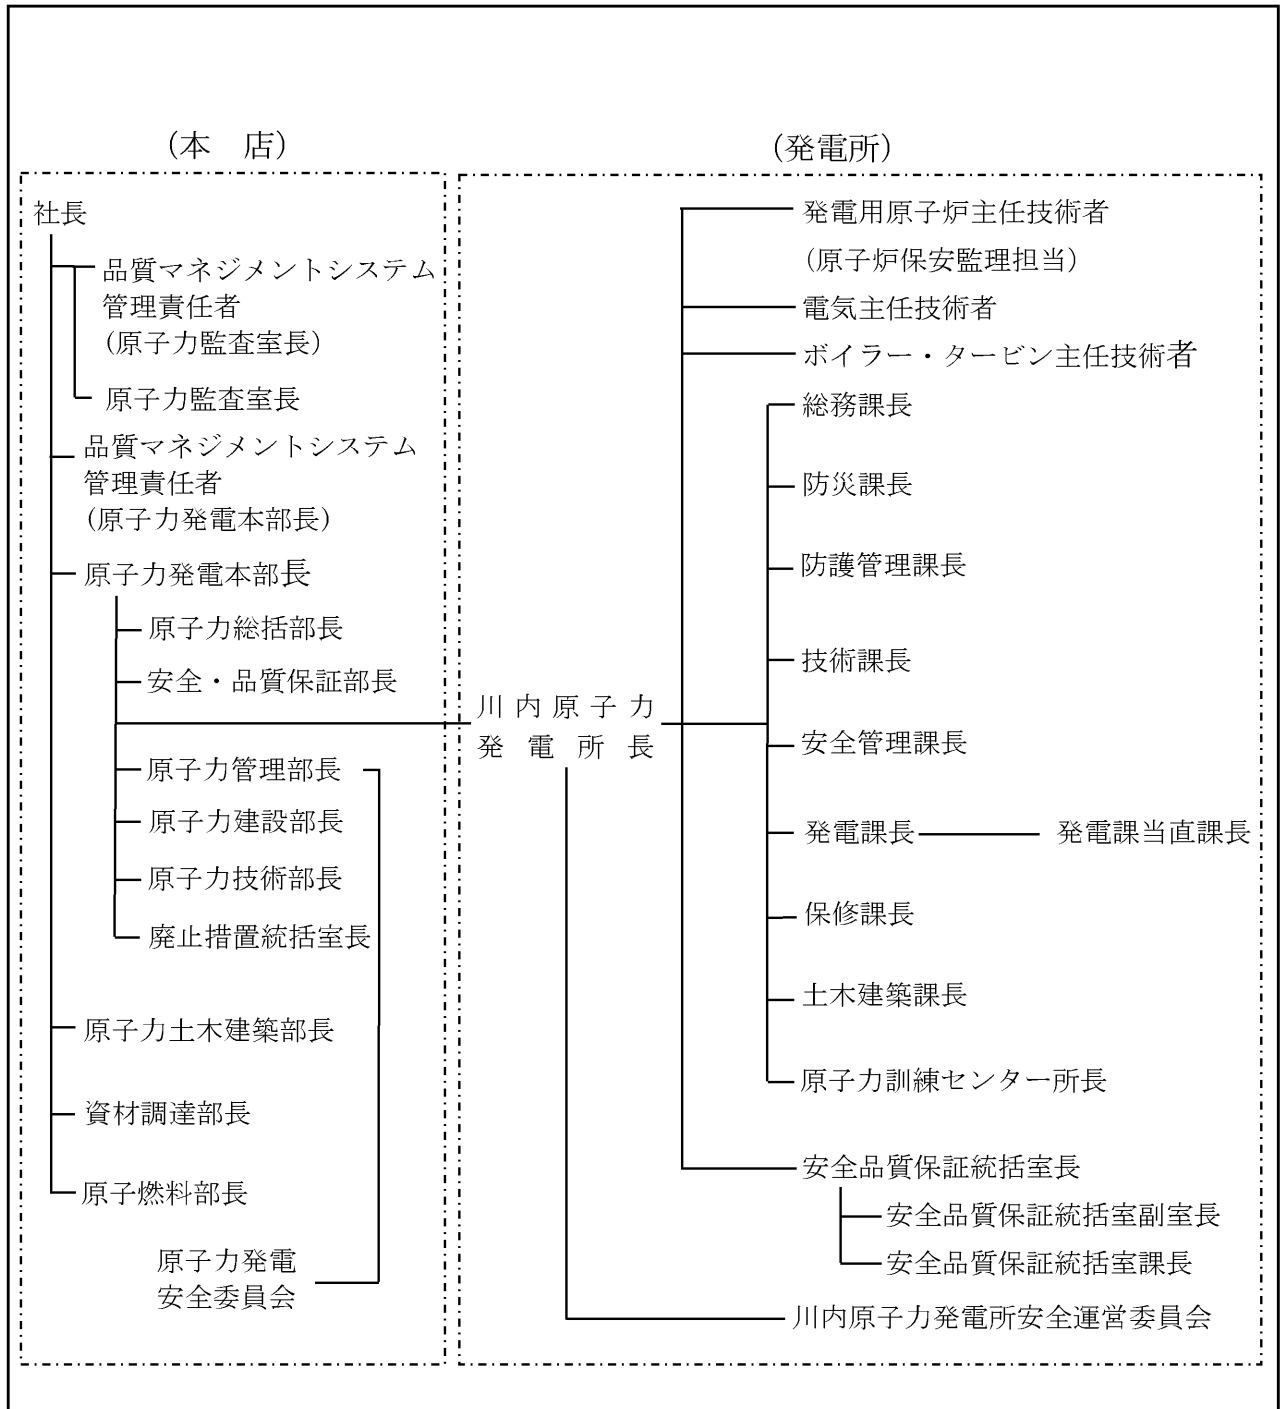 (本　店)
社長
品質マネジメントシステム
管理責任者
(原子力監査室長)
原子力監査室長
品質マネジメントシステム
管理責任者
(原子力発電本部長)
原子力発電本部長
原子力総括部長
安全・品質保証部長
原子力管理部長
原子力建設部長
原子力技術部長
廃止措置統括室長
原子力土木建築部長
資材調達部長
原子燃料部長
原子力発電
安全委員会
(発電所)
川内原子力
発電所長
発電用原子炉主任技術者
(原子炉保安監理担当)
電気主任技術者
ボイラー・タービン主任技術者
総務課長
防災課長
防護管理課長
技術課長
安全管理課長
発電課長
発電課当直課長
保修課長
土木建築課長
原子力訓練センター所長
安全品質保証統括室長
安全品質保証統括室副室長
安全品質保証統括室課長
川内原子力発電所安全運営委員会